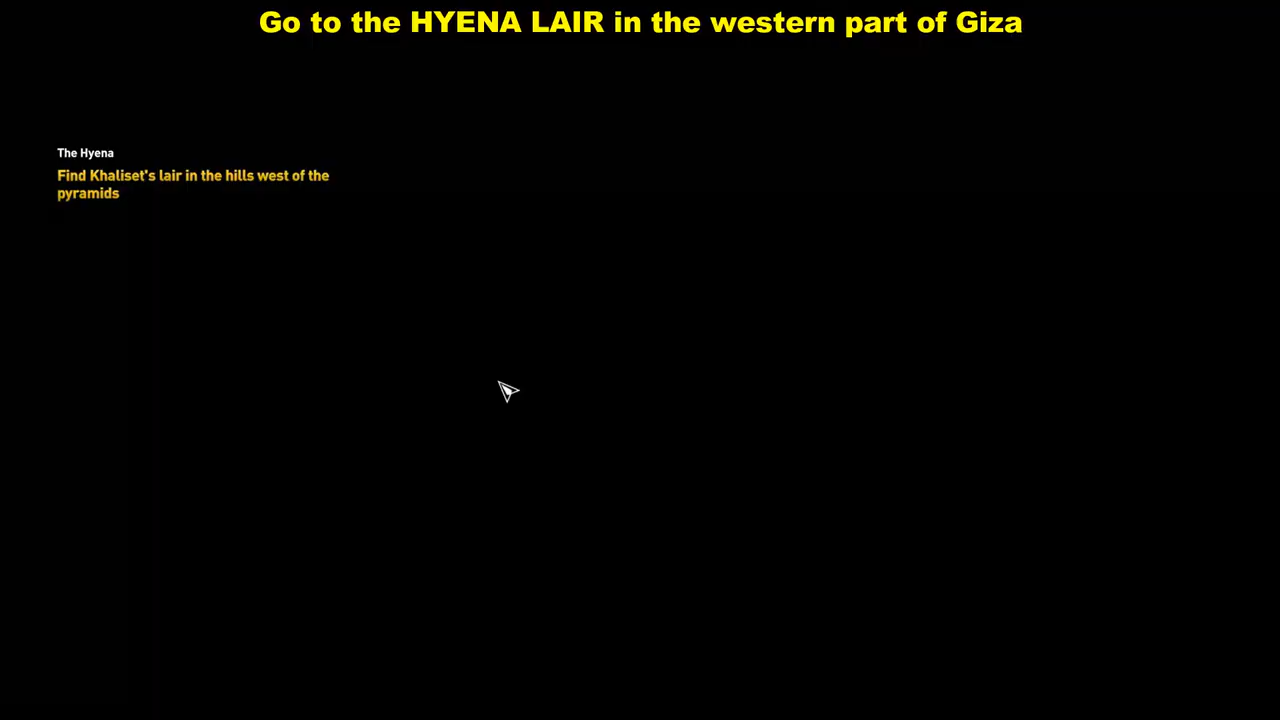 Go to the HYENA LAIR in the western part of Giza
The Hyena
Find Khaliset's lair in the hills west of the
pyramids